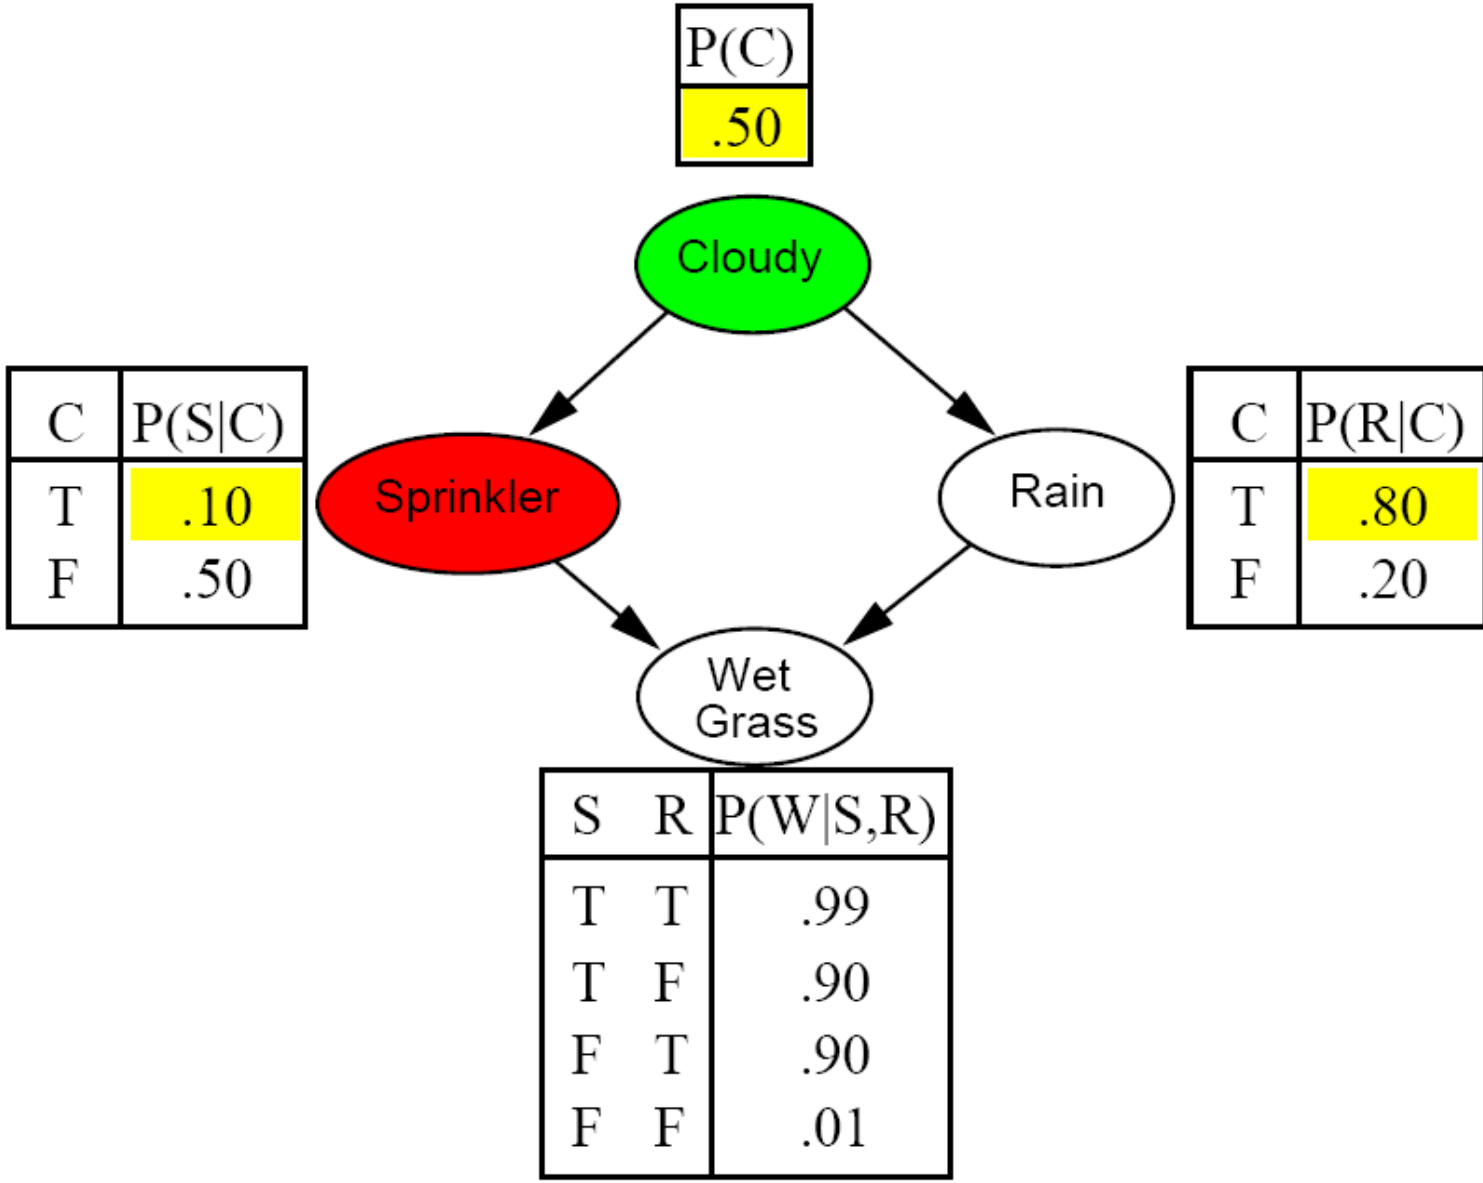 P(C)
.50
Cloudy
C P(S|C)
T .10
F .50
Sprinkler
Rain
C P(R|C)
T .80
F .20
Wet
Grass
S R P(W|S,R)
T T .99
T F .90
F T .90
F F .01